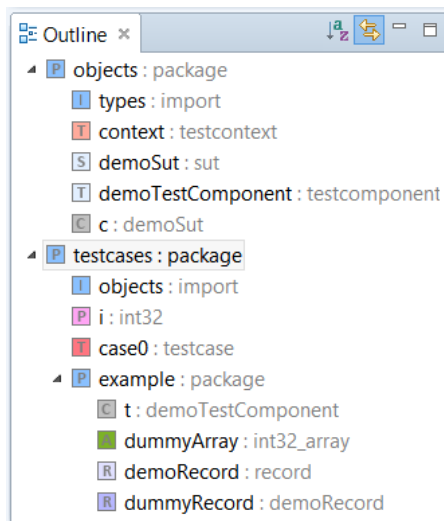 Outline
a
z
P objects : package
I types : import
T context : testcontext
S demoSut : sut
T demoTestComponent : testcomponent
C c : demoSut
P testcases : package
I objects : import
P i : int32
T case0 : testcase
P example : package
C t : demoTestComponent
A dummyArray : int32_array
R demoRecord : record
R dummyRecord : demoRecord